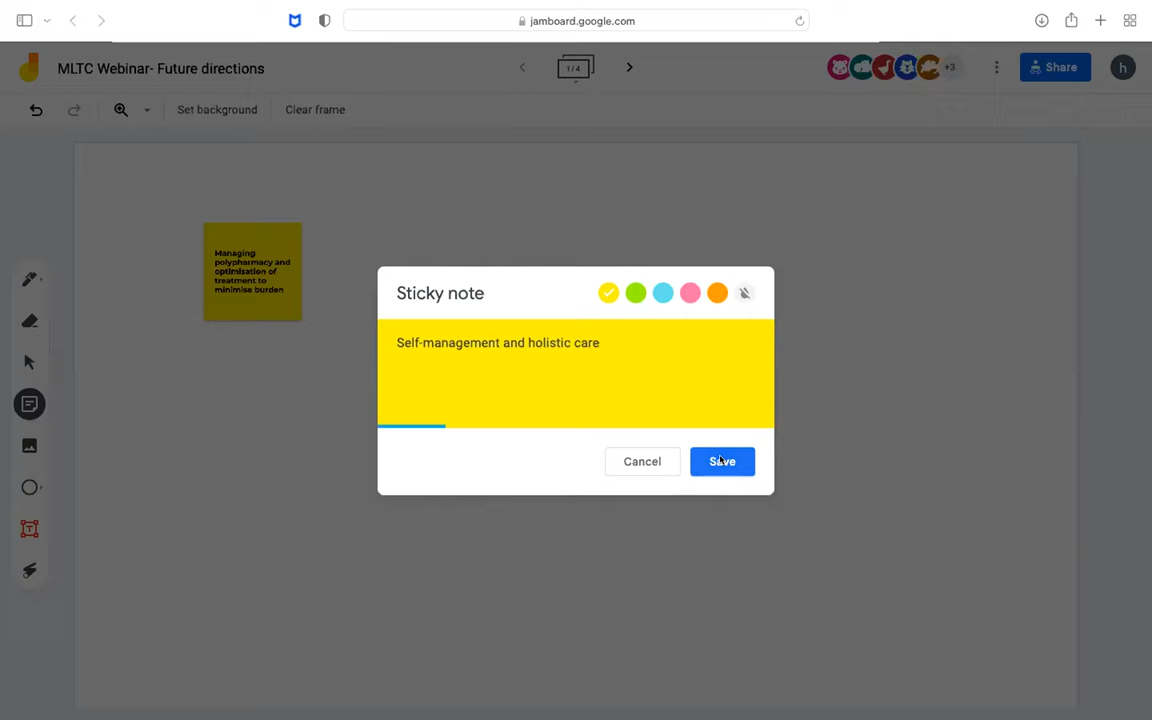 jamboard.google.com
MLTC Webinar- Future directions
1/4
+3
Share
h
Set background
Clear frame
Managing
polypharmacy and
optimisation of
treatment to
minimise burden
Sticky note
Self-management and holistic care
Cancel
Save
T